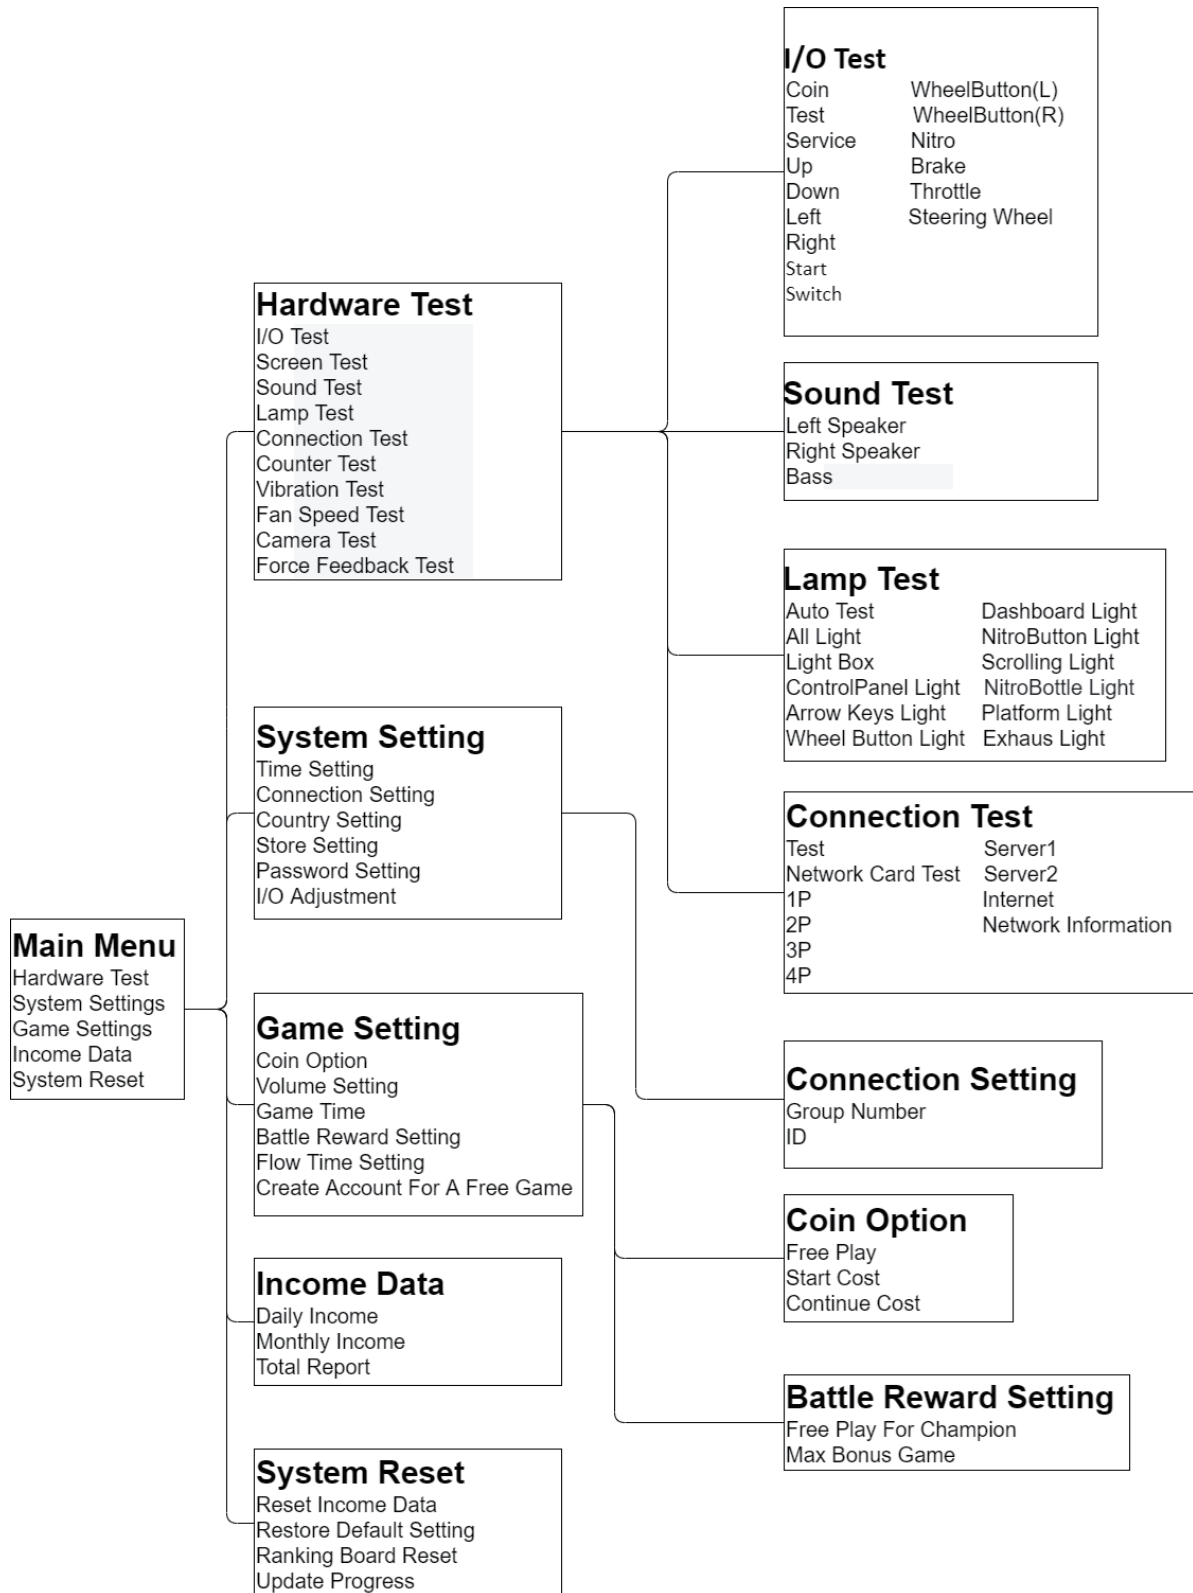 Main Menu
Hardware Test
System Settings
Game Settings
Income Data
System Reset
Hardware Test
I/O Test
Screen Test
Sound Test
Lamp Test
Connection Test
Counter Test
Vibration Test
Fan Speed Test
Camera Test
Force Feedback Test
System Setting
Time Setting
Connection Setting
Country Setting
Store Setting
Password Setting
I/O Adjustment
Game Setting
Coin Option
Volume Setting
Game Time
Battle Reward Setting
Flow Time Setting
Create Account For A Free Game
Income Data
Daily Income
Monthly Income
Total Report
System Reset
Reset Income Data
Restore Default Setting
Ranking Board Reset
Update Progress
I/O Test
Coin WheelButton(L)
Test WheelButton(R)
Service Nitro
Up Brake
Down Throttle
Left Steering Wheel
Right
Start
Switch
Sound Test
Left Speaker
Right Speaker
Bass
Lamp Test
Auto Test Dashboard Light
All Light NitroButton Light
Light Box Scrolling Light
ControlPanel Light NitroBottle Light
Arrow Keys Light Platform Light
Wheel Button Light Exhaus Light
Connection Test
Test Server1
Network Card Test Server2
1P Internet
2P Network Information
3P
4P
Connection Setting
Group Number
ID
Coin Option
Free Play
Start Cost
Continue Cost
Battle Reward Setting
Free Play For Champion
Max Bonus Game